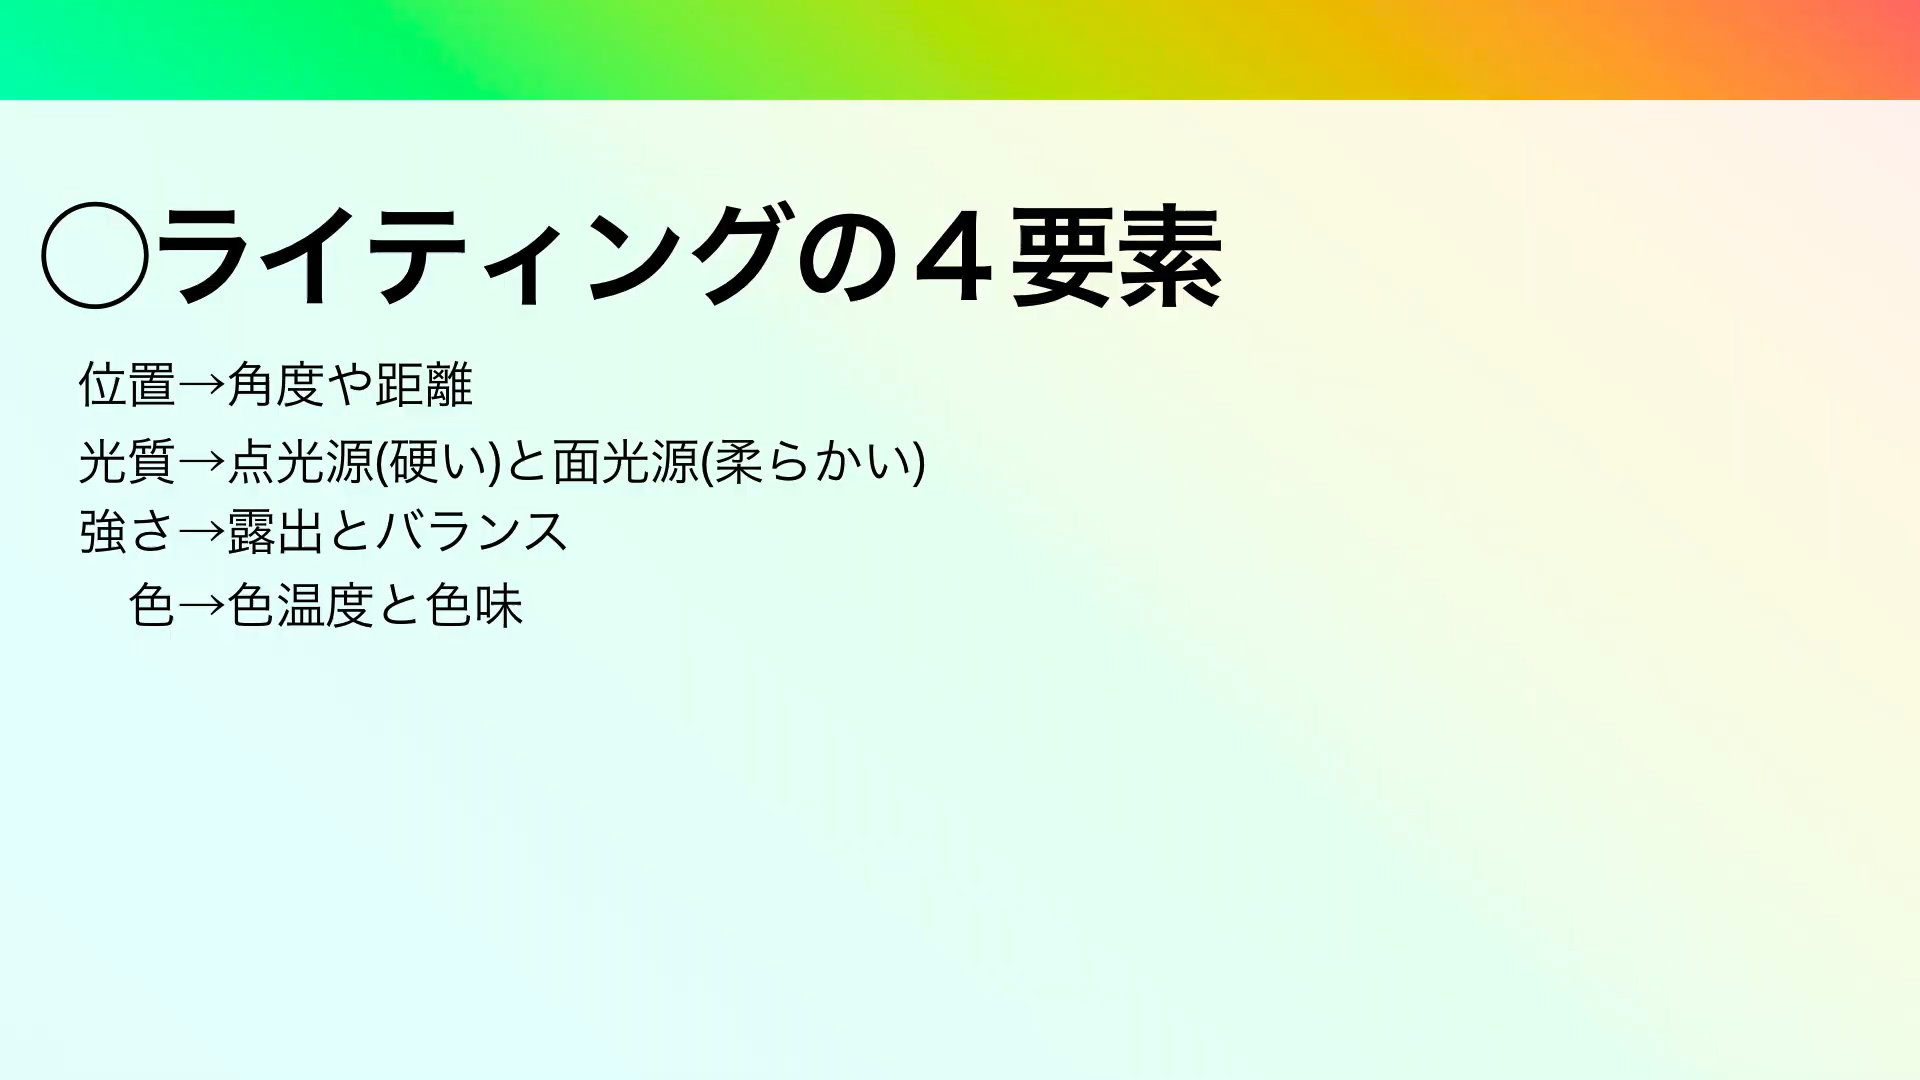 ◯ライティングの４要素
位置→角度や距離
光質→点光源(硬い)と面光源(柔らかい)
強さ→露出とバランス
　色→色温度と色味